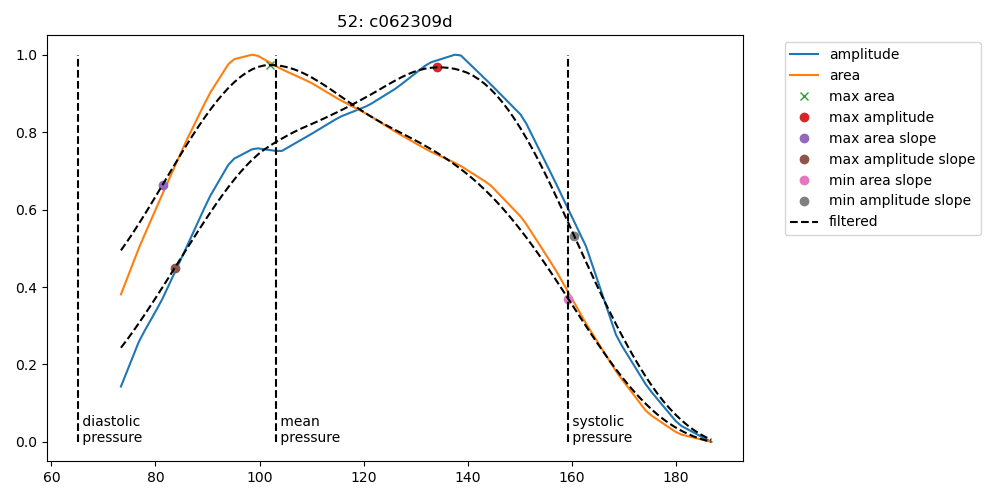 52: c062309d
1.0
0.8
0.6
0.4
0.2
0.0
60
80
100
120
140
160
180
diastolic
pressure
mean
pressure
systolic
pressure
amplitude
area
max area
max amplitude
max area slope
max amplitude slope
min area slope
min amplitude slope
filtered